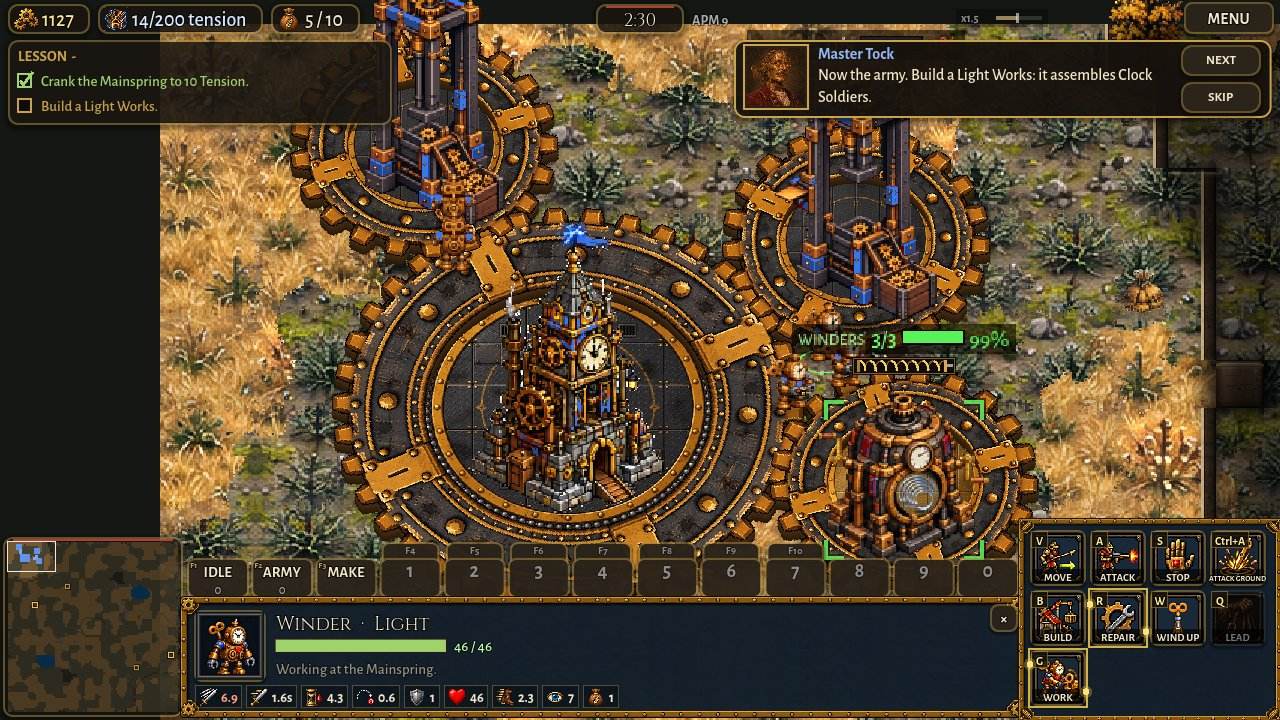 1127
14/200 tension
5 / 10
2:30
APM 9
x1.5
MENU
LESSON -
Crank the Mainspring to 10 Tension.
Build a Light Works.
Master Tock
Now the army. Build a Light Works: it assembles Clock
Soldiers.
NEXT
SKIP
WINDERS 3/3 99%
F1 IDLE 0
F2 ARMY 0
F3 MAKE
F4 1
F5 2
F6 3
F7 4
F8 5
F9 6
F10 7
8
9
0
Winder · Light
46 / 46
Working at the Mainspring.
6.9
1.6s
4.3
0.6
1
46
2.3
7
1
×
V MOVE
A ATTACK
S STOP
Ctrl+A ATTACK GROUND
B BUILD
R REPAIR
W WIND UP
Q LEAD
G WORK